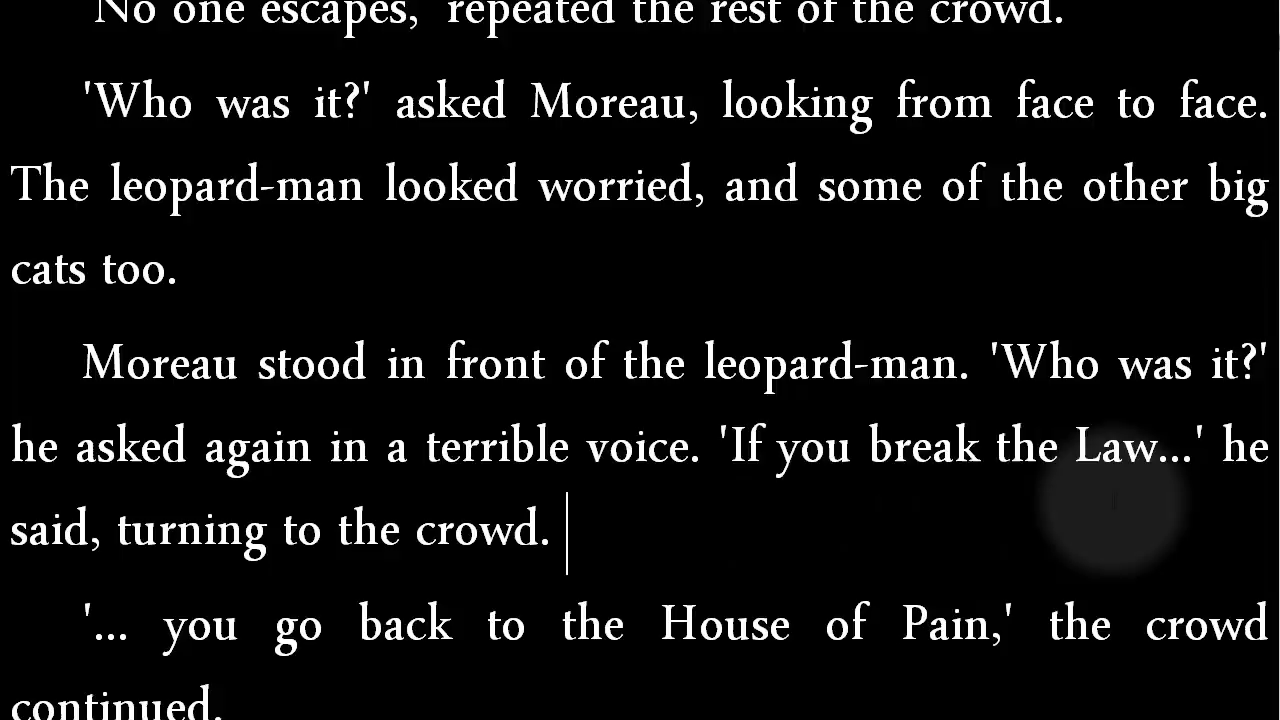 'No one escapes,' repeated the rest of the crowd.
'Who was it?' asked Moreau, looking from face to face.
The leopard-man looked worried, and some of the other big
cats too.
Moreau stood in front of the leopard-man. 'Who was it?'
he asked again in a terrible voice. 'If you break the Law...' he
said, turning to the crowd.
'... you go back to the House of Pain,' the crowd
continued.